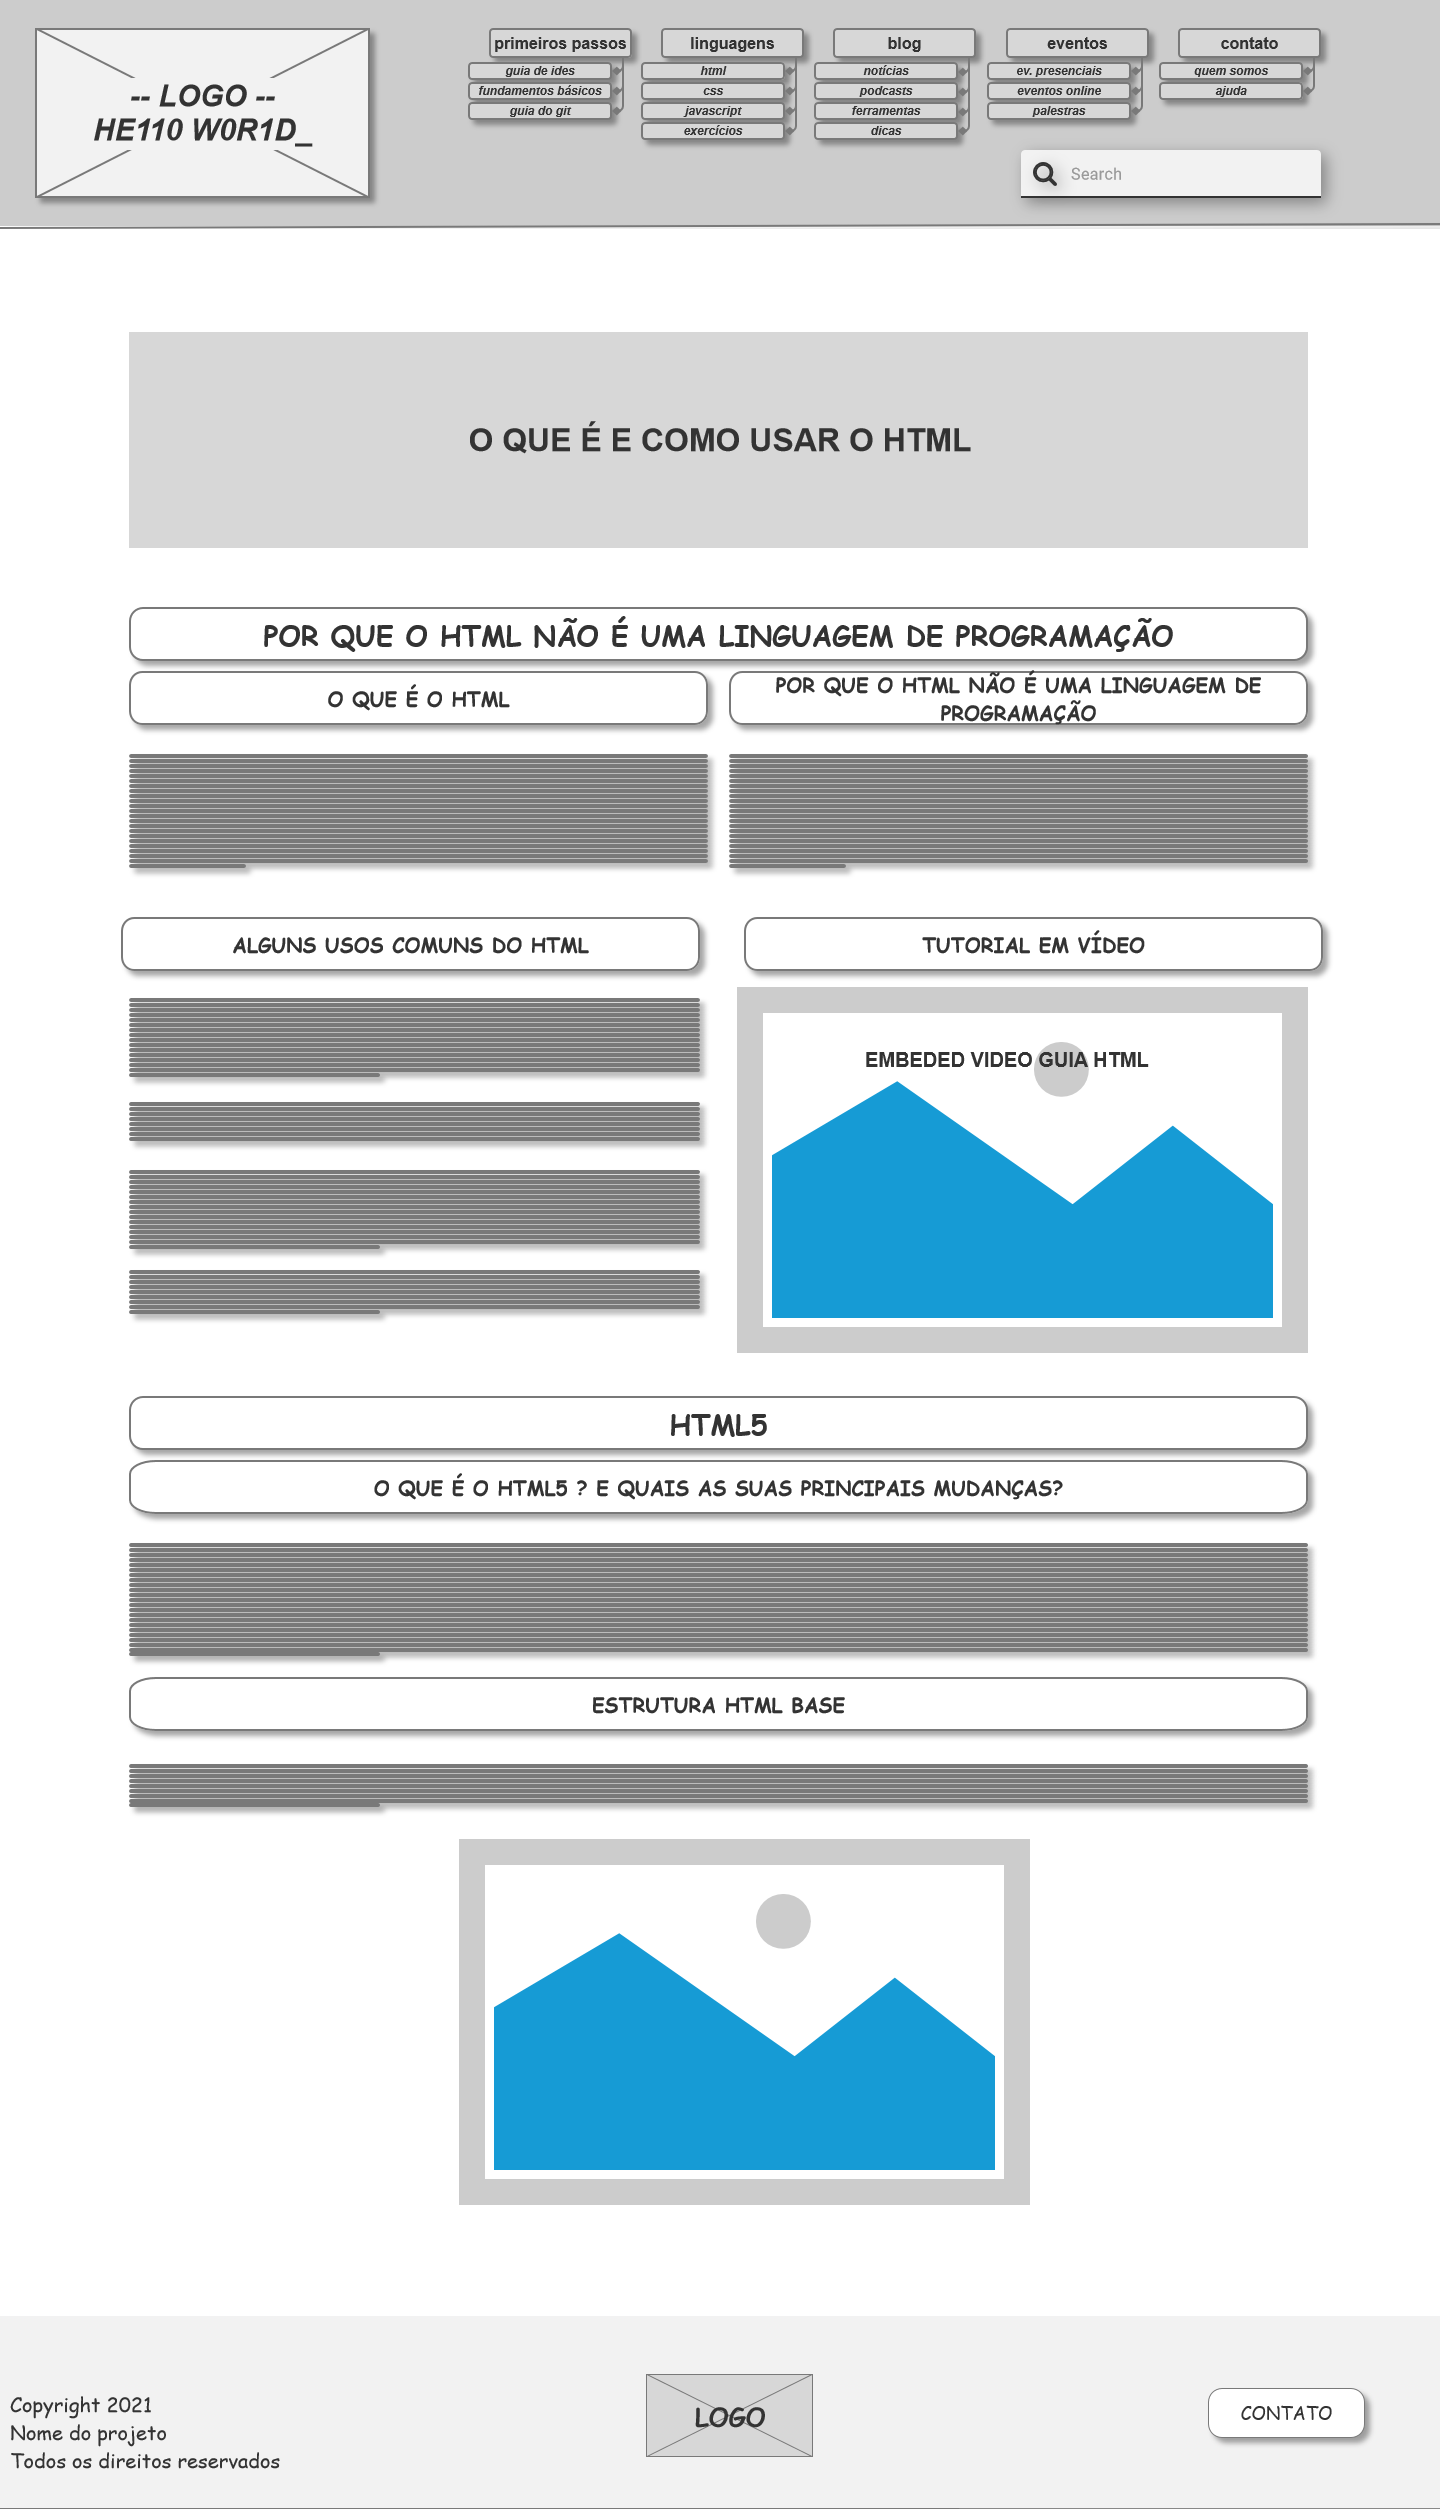 -- LOGO --
HE110 W0R1D_
primeiros passos
guia de ides
fundamentos básicos
guia do git
linguagens
html
css
javascript
exercícios
blog
notícias
podcasts
ferramentas
dicas
eventos
ev. presenciais
eventos online
palestras
contato
quem somos
ajuda
Search
O QUE É E COMO USAR O HTML
POR QUE O HTML NÃO É UMA LINGUAGEM DE PROGRAMAÇÃO
O QUE É O HTML
POR QUE O HTML NÃO É UMA LINGUAGEM DE
PROGRAMAÇÃO
ALGUNS USOS COMUNS DO HTML
TUTORIAL EM VÍDEO
EMBEDED VIDEO GUIA HTML
HTML5
O QUE É O HTML5 ? E QUAIS AS SUAS PRINCIPAIS MUDANÇAS?
ESTRUTURA HTML BASE
Copyright 2021
Nome do projeto
Todos os direitos reservados
LOGO
CONTATO